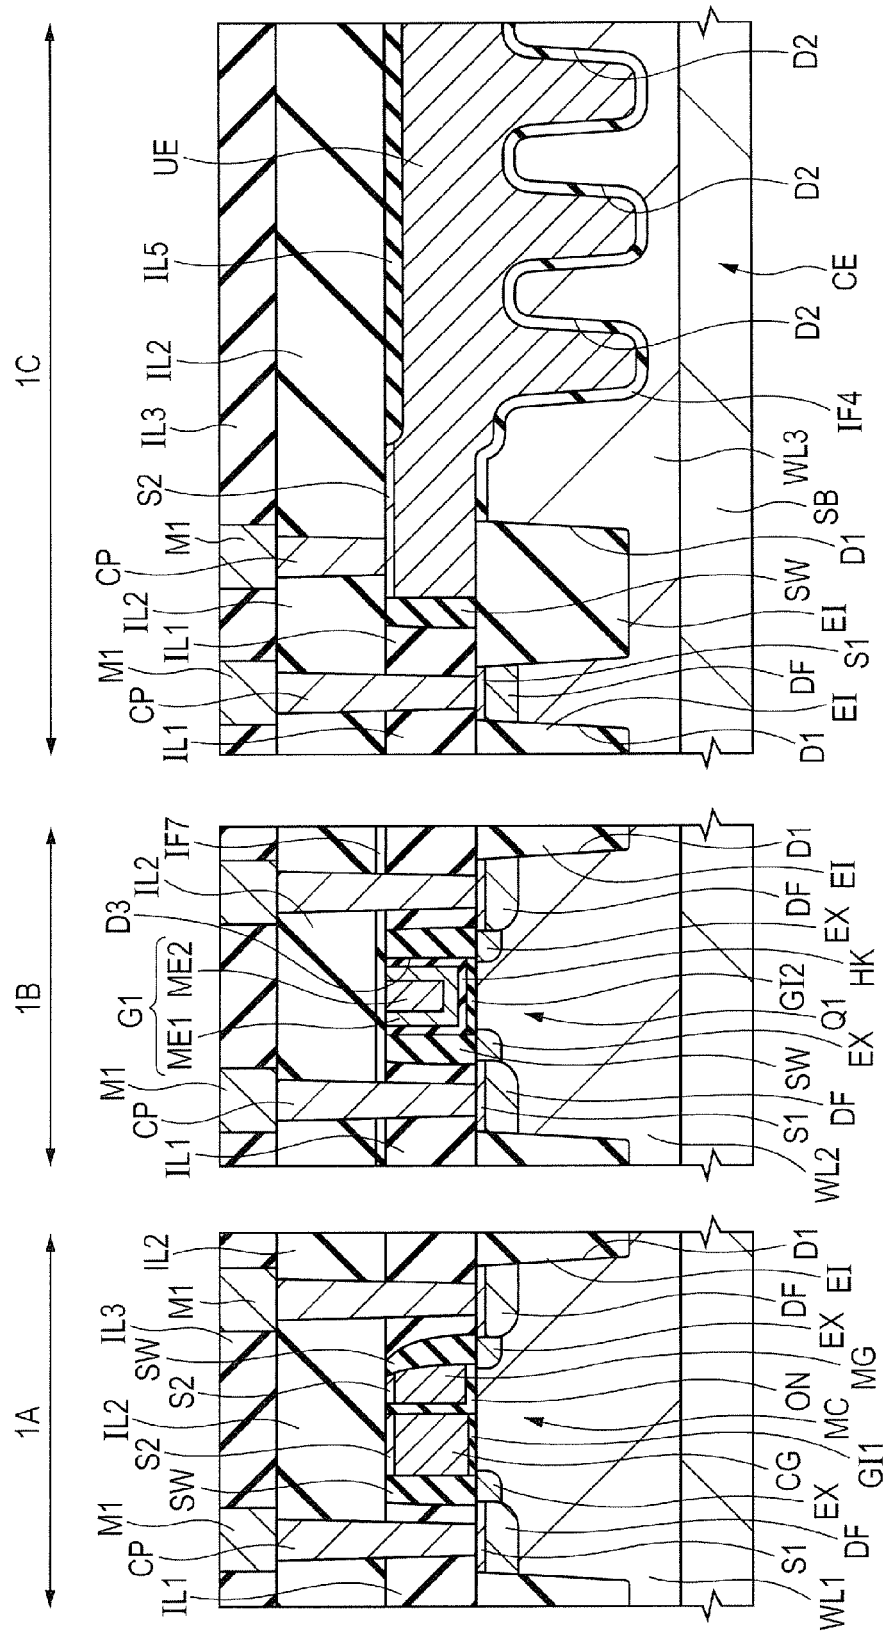 1A
IL1
CP
M1
SW
S2
IL2
S2
SW
IL3
M1
IL2
WL1
S1
DF
EX
GI1
CG
MC
ON
MG
EX
DF
EI
D1
1B
IL1
CP
M1
G1
ME1 ME2
D3
IL2
IF7
WL2
S1
DF
SW
EX
Q1
GI2
HK
EX
DF
EI
D1
1C
IL1
CP
M1
IL1
IL2
CP
M1
S2
IL3
IL2
IL5
UE
D1
EI
DF
S1
EI
SW
D1
SB
WL3
IF4
D2
CE
D2
D2